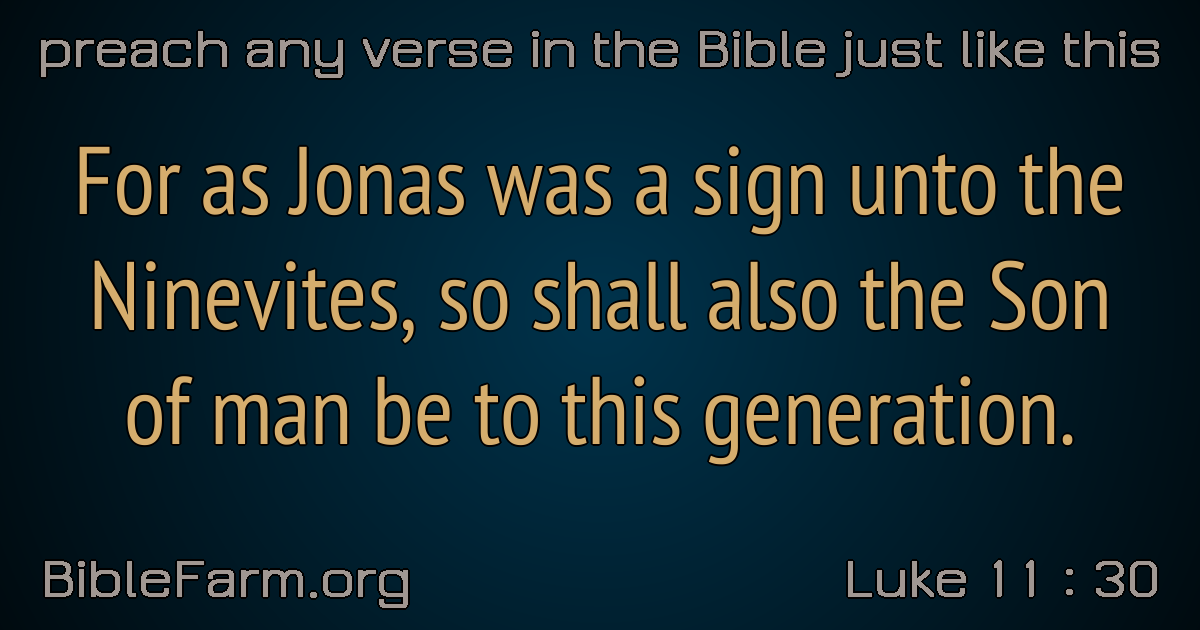 preach any verse in the Bible just like this
For as Jonas was a sign unto the
Ninevites, so shall also the Son
of man be to this generation.
BibleFarm.org
Luke 11 : 30